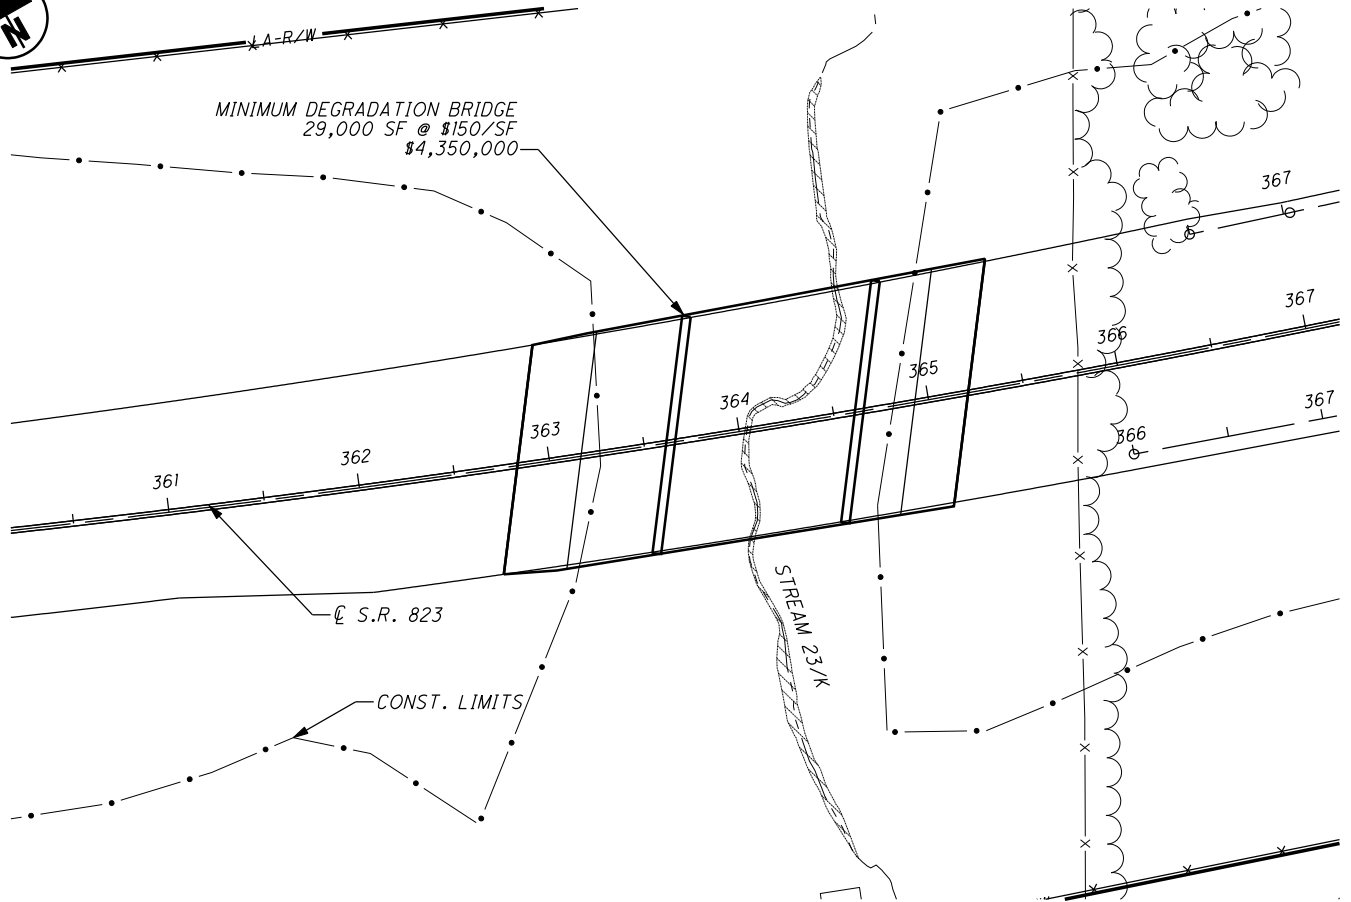 N
LA-R/W
MINIMUM DEGRADATION BRIDGE
29,000 SF @ $150/SF
$4,350,000
367
367
366
365
364
367
366
363
362
361
℄ S.R. 823
STREAM 23/K
CONST. LIMITS